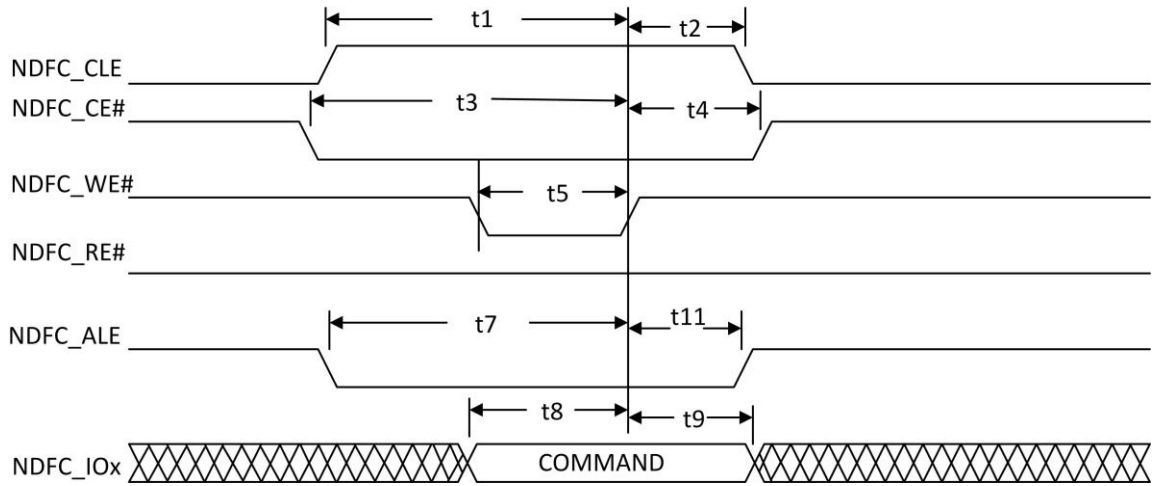 t1
t2
NDFC_CLE
t3
t4
NDFC_CE#
NDFC_WE#
t5
NDFC_RE#
t7
t11
NDFC_ALE
t8
t9
NDFC_IOx
COMMAND